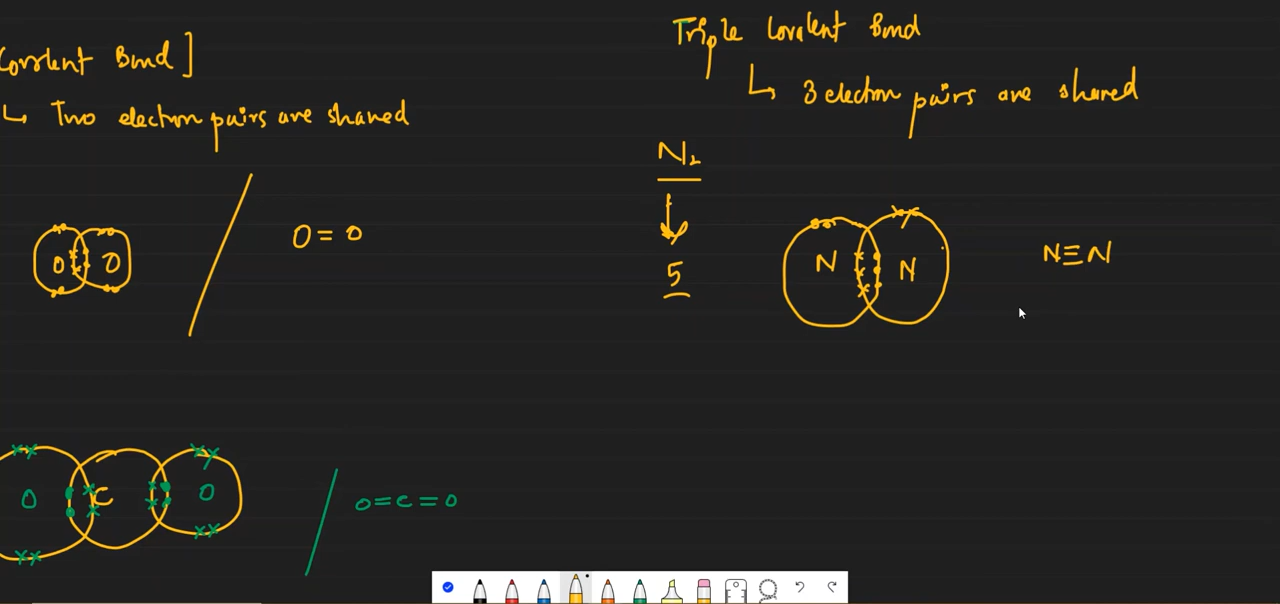 Covalent Bond]
↳ Two electron pairs are shared
O O
O = O
O C O
O=C=O
Triple Covalent Bond
↳ 3 electron pairs are shared
N₂
↓
5
N N
N≡N